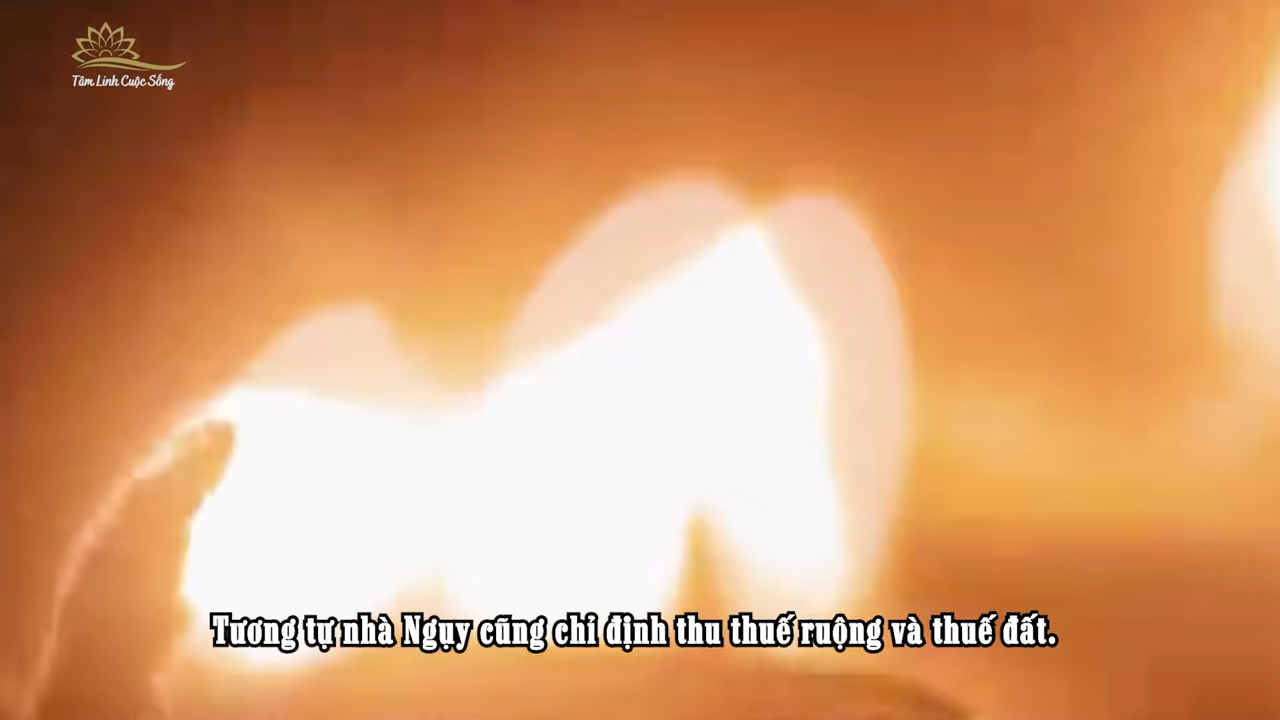 Tâm Linh Cuộc Sống
Tương tự nhà Ngụy cũng chỉ định thu thuế ruộng và thuế đất.